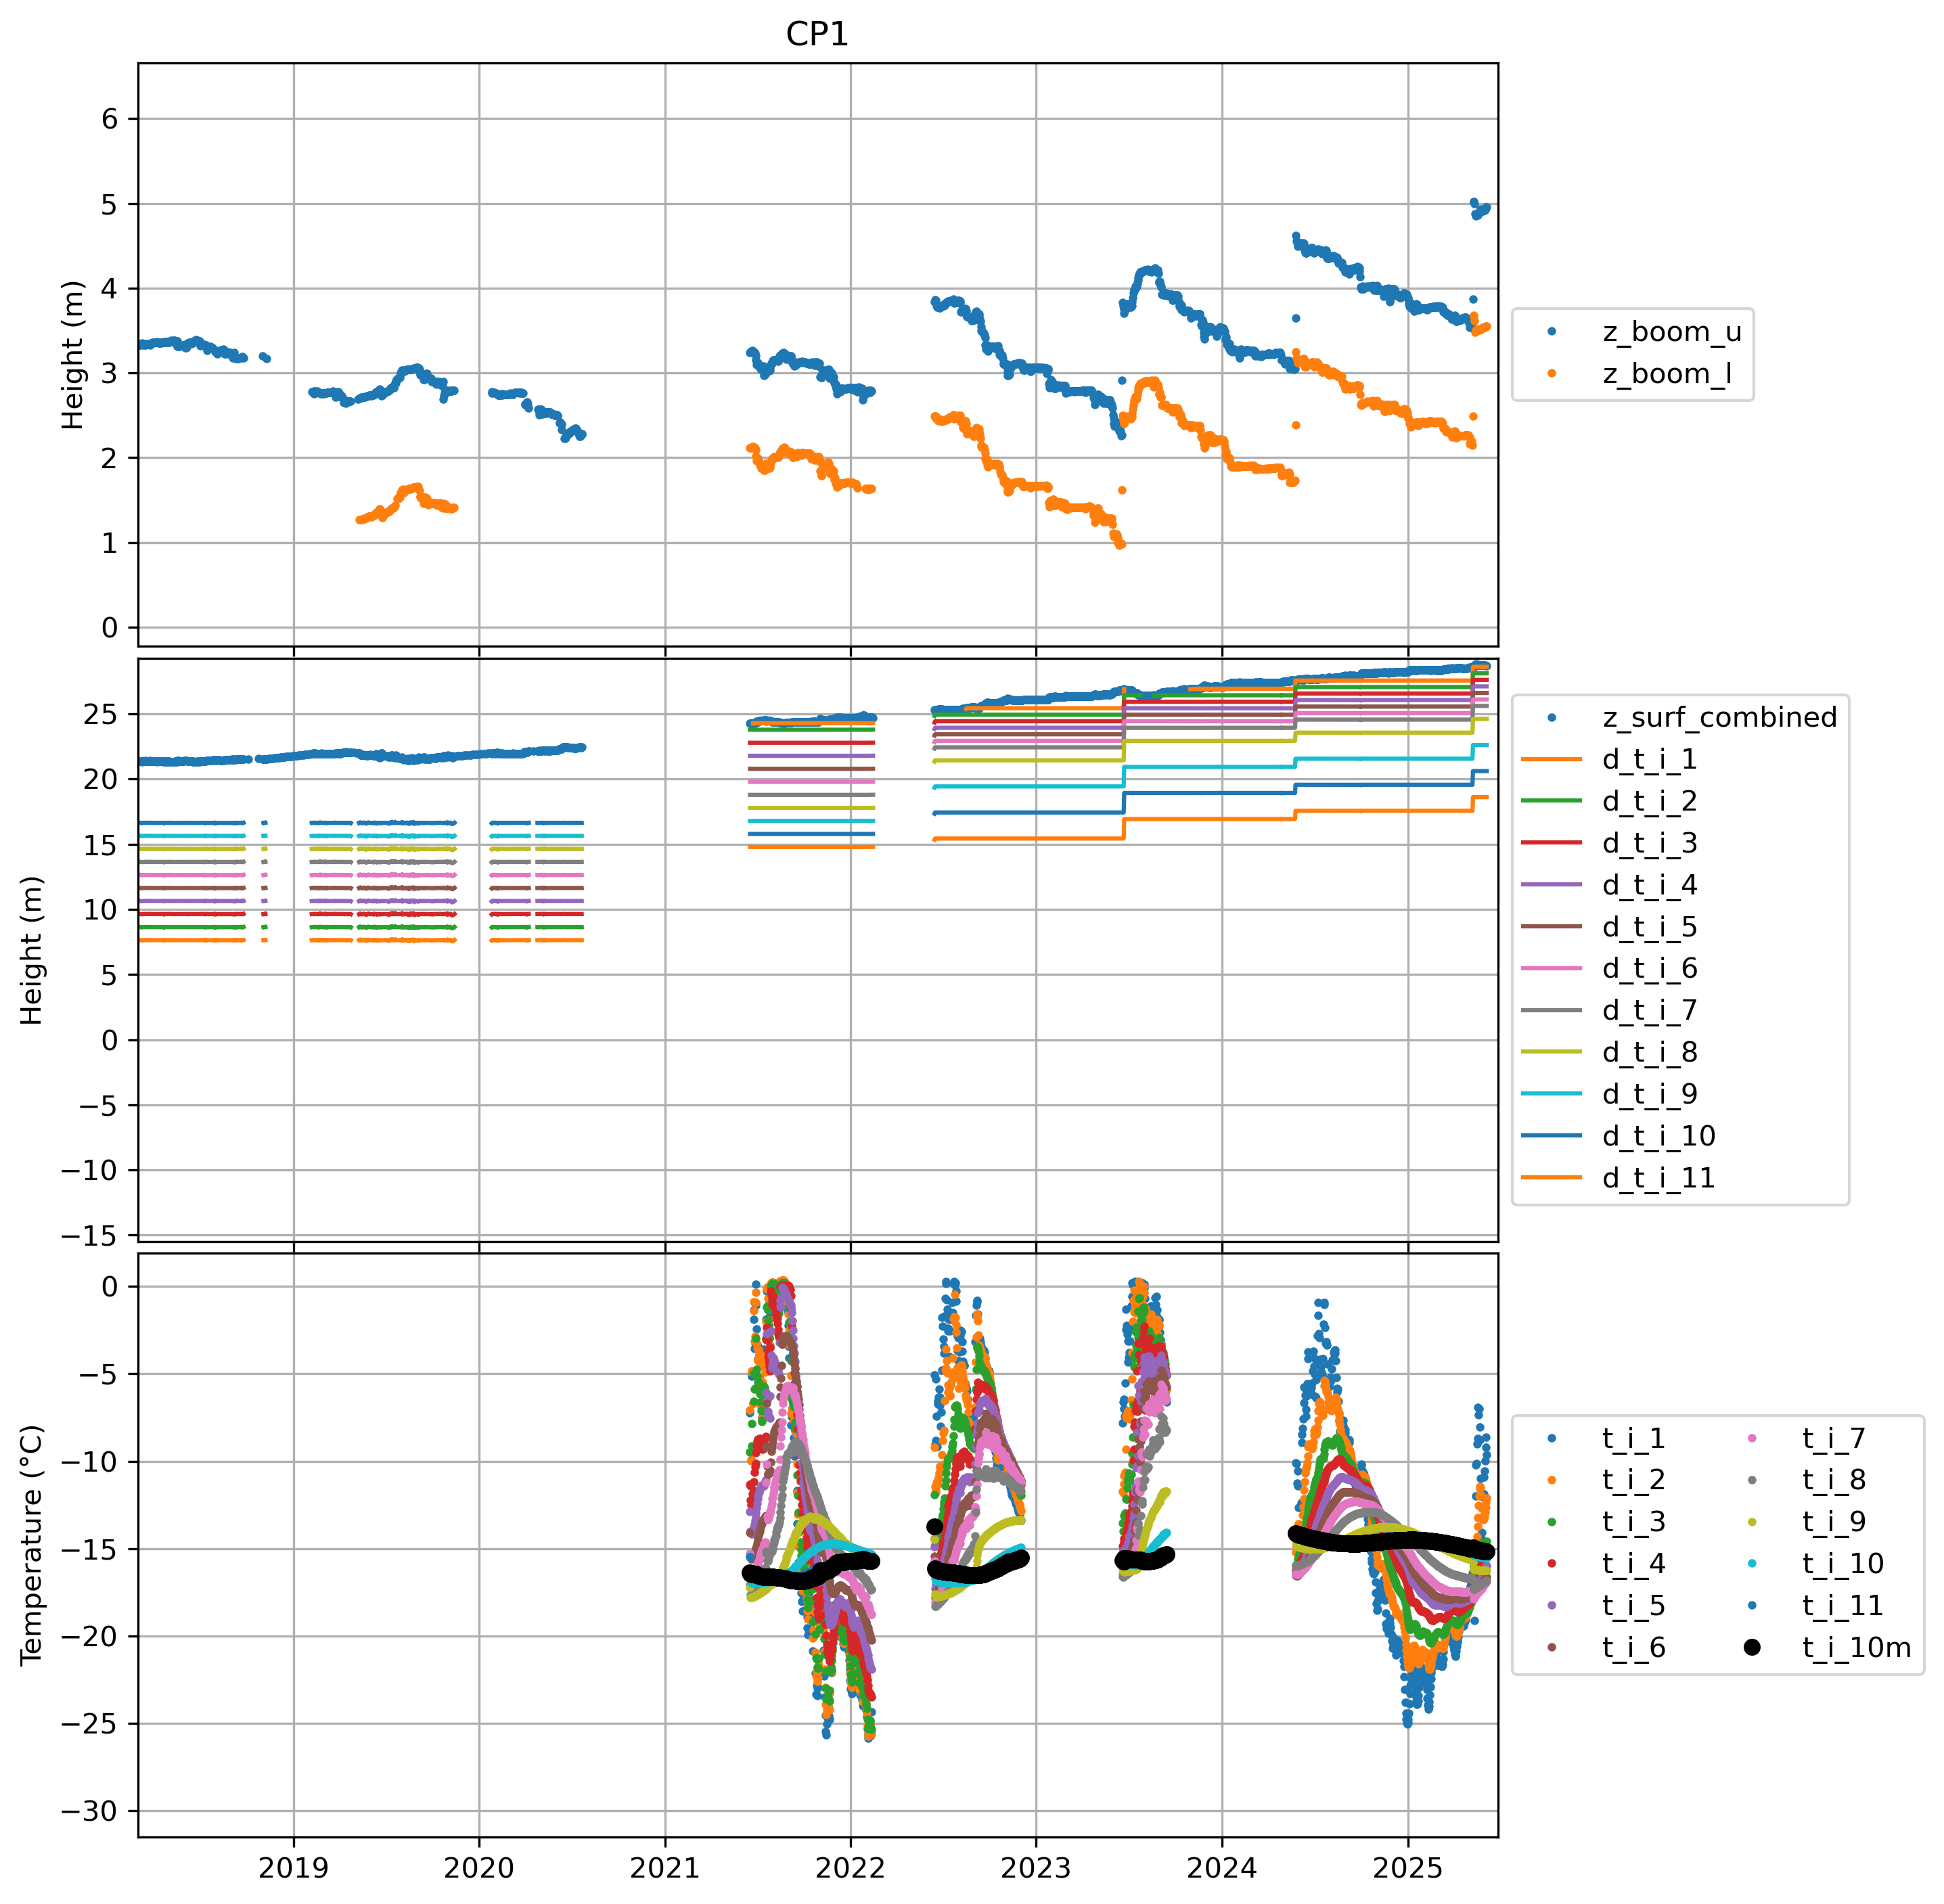 CP1
6
5
4
3
2
1
0
Height (m)
z_boom_u
z_boom_l
25
20
15
10
5
0
−5
−10
−15
Height (m)
z_surf_combined
d_t_i_1
d_t_i_2
d_t_i_3
d_t_i_4
d_t_i_5
d_t_i_6
d_t_i_7
d_t_i_8
d_t_i_9
d_t_i_10
d_t_i_11
0
−5
−10
−15
−20
−25
−30
Temperature (°C)
t_i_1 t_i_7
t_i_2 t_i_8
t_i_3 t_i_9
t_i_4 t_i_10
t_i_5 t_i_11
t_i_6 t_i_10m
2019 2020 2021 2022 2023 2024 2025